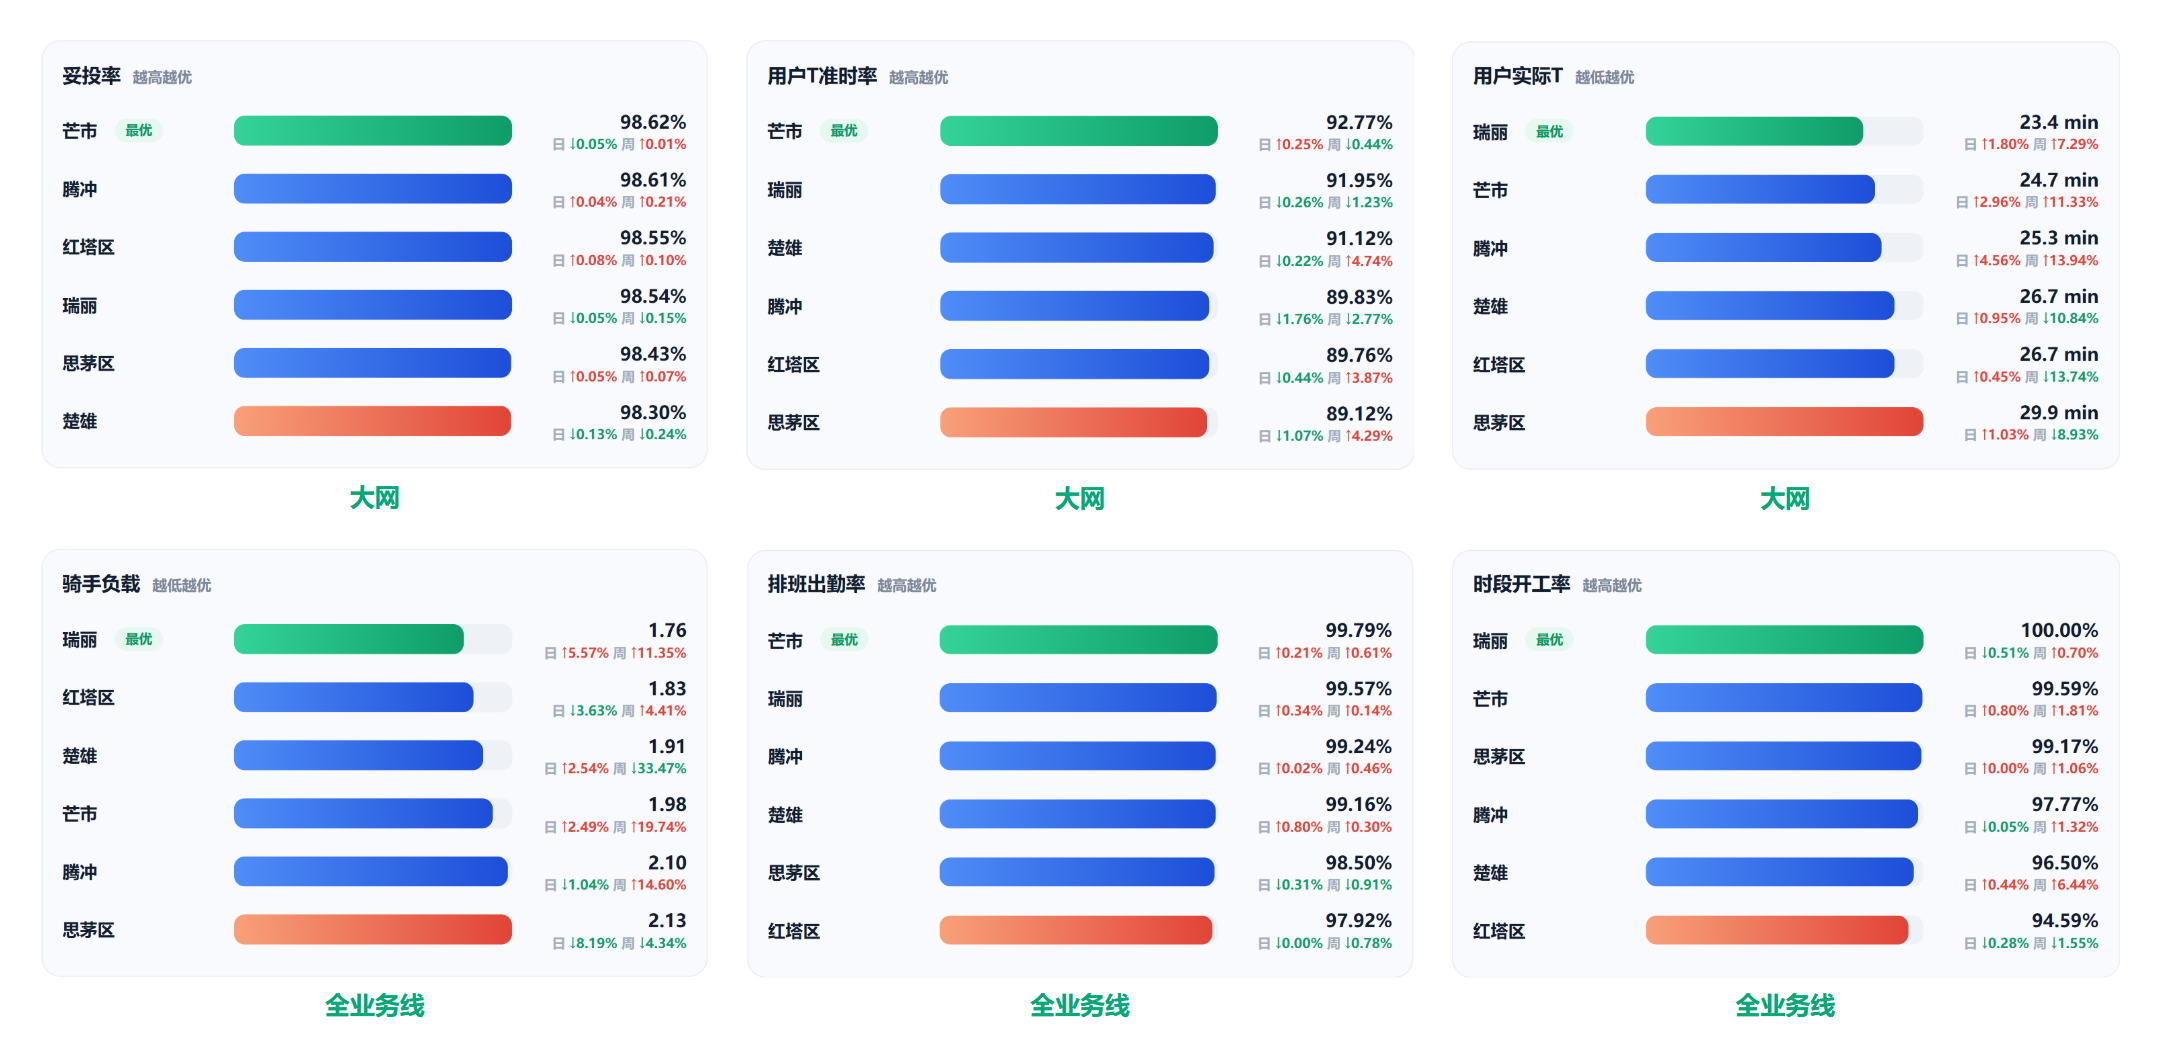 妥投率 越高越优
芒市 最优 98.62%
日 ↓0.05% 周 ↑0.01%
腾冲 98.61%
日 ↑0.04% 周 ↑0.21%
红塔区 98.55%
日 ↑0.08% 周 ↑0.10%
瑞丽 98.54%
日 ↓0.05% 周 ↓0.15%
思茅区 98.43%
日 ↑0.05% 周 ↑0.07%
楚雄 98.30%
日 ↓0.13% 周 ↓0.24%
大网
用户T准时率 越高越优
芒市 最优 92.77%
日 ↑0.25% 周 ↓0.44%
瑞丽 91.95%
日 ↓0.26% 周 ↓1.23%
楚雄 91.12%
日 ↓0.22% 周 ↑4.74%
腾冲 89.83%
日 ↓1.76% 周 ↓2.77%
红塔区 89.76%
日 ↓0.44% 周 ↑3.87%
思茅区 89.12%
日 ↓1.07% 周 ↑4.29%
大网
用户实际T 越低越优
瑞丽 最优 23.4 min
日 ↑1.80% 周 ↑7.29%
芒市 24.7 min
日 ↑2.96% 周 ↑11.33%
腾冲 25.3 min
日 ↑4.56% 周 ↑13.94%
楚雄 26.7 min
日 ↑0.95% 周 ↓10.84%
红塔区 26.7 min
日 ↑0.45% 周 ↓13.74%
思茅区 29.9 min
日 ↑1.03% 周 ↓8.93%
大网
骑手负载 越低越优
瑞丽 最优 1.76
日 ↑5.57% 周 ↑11.35%
红塔区 1.83
日 ↓3.63% 周 ↑4.41%
楚雄 1.91
日 ↑2.54% 周 ↓33.47%
芒市 1.98
日 ↑2.49% 周 ↑19.74%
腾冲 2.10
日 ↓1.04% 周 ↑14.60%
思茅区 2.13
日 ↓8.19% 周 ↓4.34%
全业务线
排班出勤率 越高越优
芒市 最优 99.79%
日 ↑0.21% 周 ↑0.61%
瑞丽 99.57%
日 ↑0.34% 周 ↑0.14%
腾冲 99.24%
日 ↑0.02% 周 ↑0.46%
楚雄 99.16%
日 ↑0.80% 周 ↑0.30%
思茅区 98.50%
日 ↓0.31% 周 ↓0.91%
红塔区 97.92%
日 ↓0.00% 周 ↓0.78%
全业务线
时段开工率 越高越优
瑞丽 最优 100.00%
日 ↓0.51% 周 ↑0.70%
芒市 99.59%
日 ↑0.80% 周 ↑1.81%
思茅区 99.17%
日 ↑0.00% 周 ↑1.06%
腾冲 97.77%
日 ↓0.05% 周 ↑1.32%
楚雄 96.50%
日 ↑0.44% 周 ↑6.44%
红塔区 94.59%
日 ↓0.28% 周 ↓1.55%
全业务线